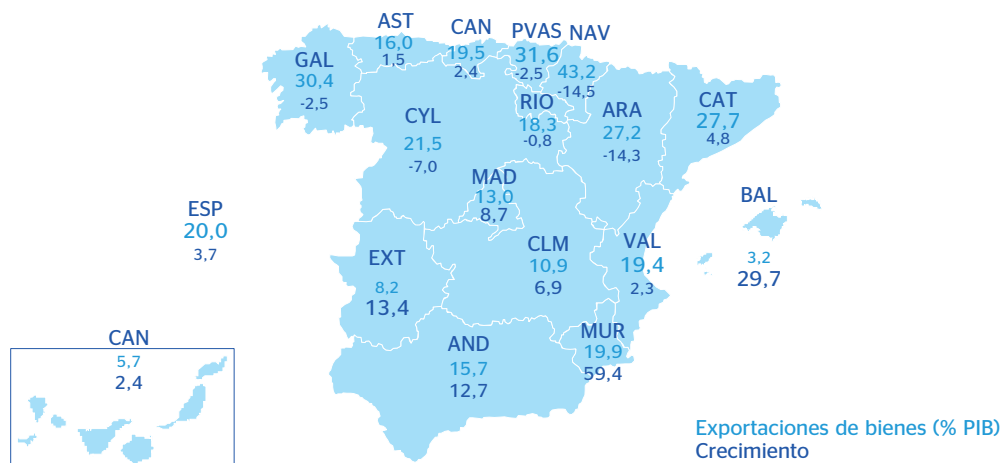 AST
16,0
1,5
CAN
19,5
2,4
PVAS
31,6
-2,5
NAV
43,2
-14,5
GAL
30,4
-2,5
RIO
18,3
-0,8
ARA
27,2
-14,3
CAT
27,7
4,8
CYL
21,5
-7,0
MAD
13,0
8,7
ESP
20,0
3,7
BAL
3,2
29,7
EXT
8,2
13,4
CLM
10,9
6,9
VAL
19,4
2,3
CAN
5,7
2,4
AND
15,7
12,7
MUR
19,9
59,4
Exportaciones de bienes (% PIB)
Crecimiento